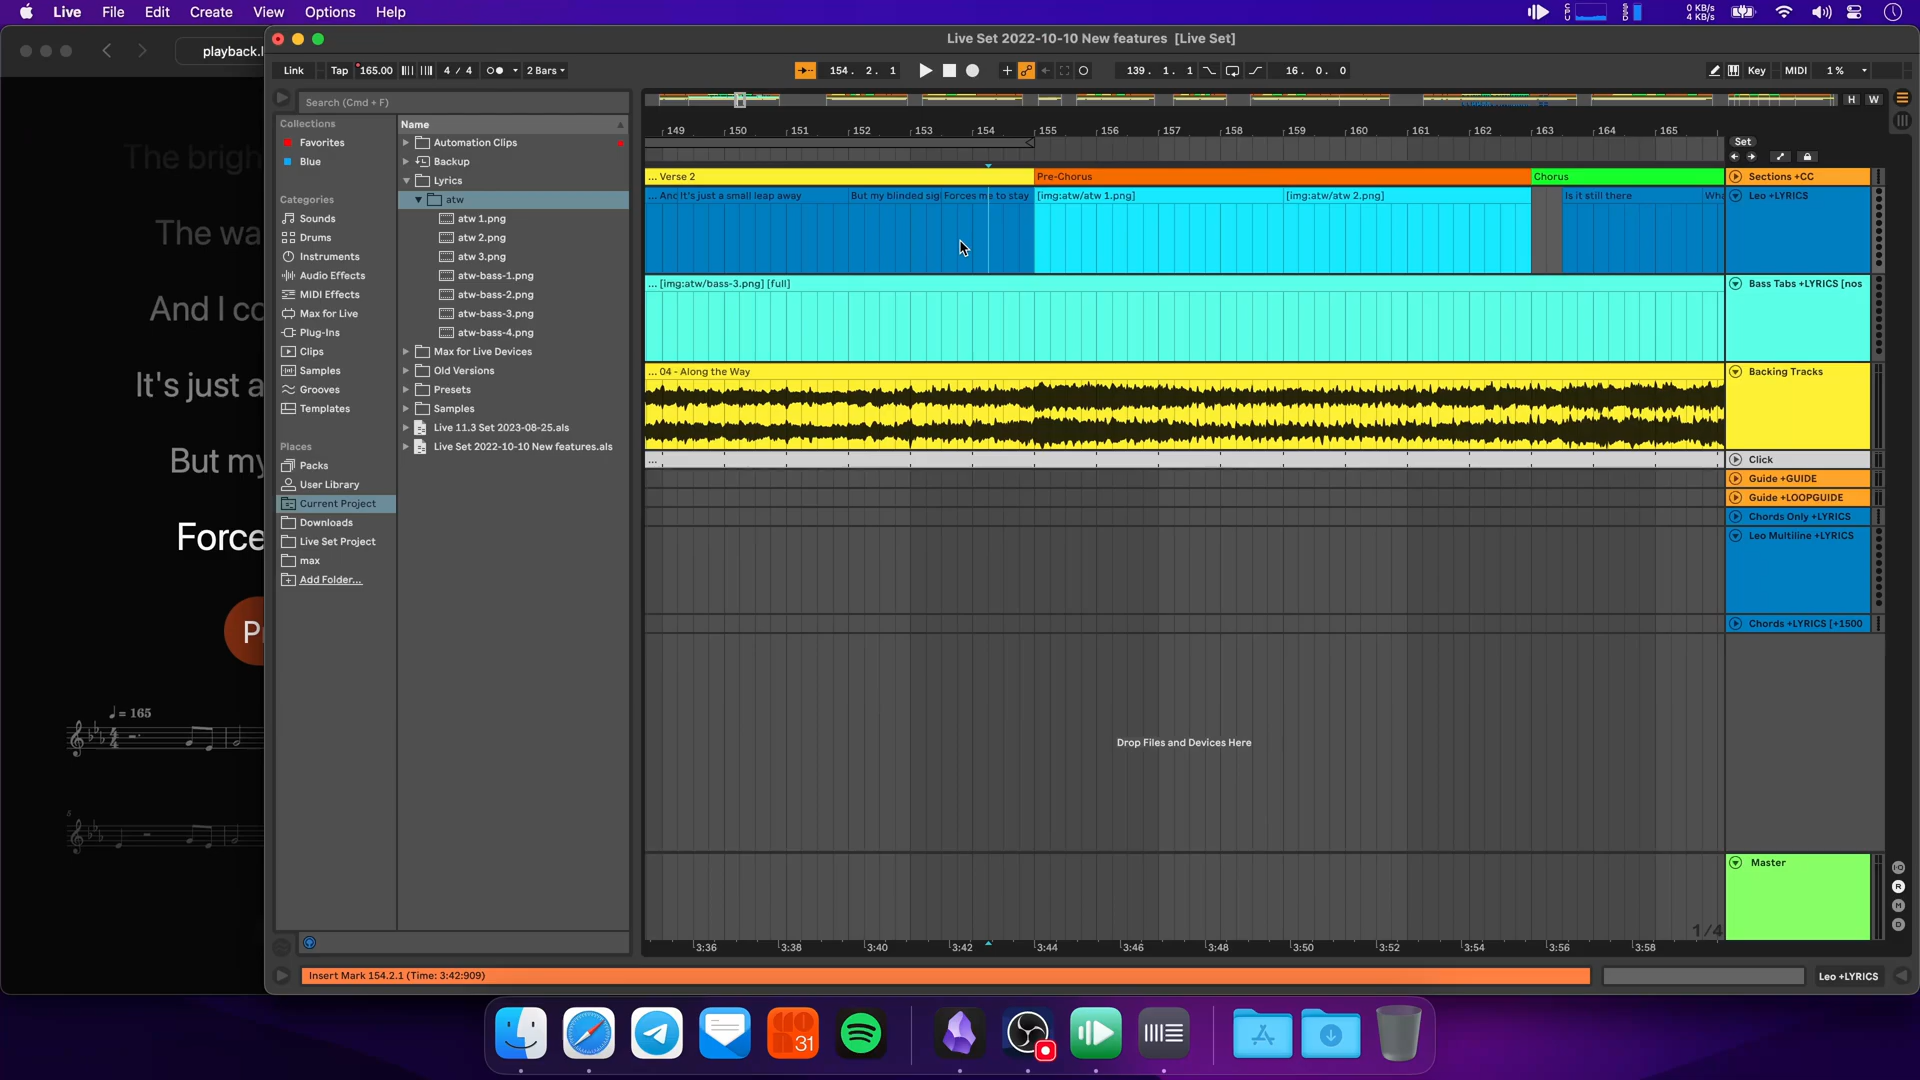 Live File Edit Create View Options Help
CPU SSD 0 KB/s 4 KB/s
playback.l
Live Set 2022-10-10 New features [Live Set]
Link Tap 165.00 4 / 4 2 Bars 154. 2. 1 139. 1. 1 16. 0. 0 Key MIDI 1 %
Search (Cmd + F)
H W
Collections
Favorites
Blue
Categories
Sounds
Drums
Instruments
Audio Effects
MIDI Effects
Max for Live
Plug-Ins
Clips
Samples
Grooves
Templates
Places
Packs
User Library
Current Project
Downloads
Live Set Project
max
Add Folder...
Name
Automation Clips
Backup
Lyrics
atw
atw 1.png
atw 2.png
atw 3.png
atw-bass-1.png
atw-bass-2.png
atw-bass-3.png
atw-bass-4.png
Max for Live Devices
Old Versions
Presets
Samples
Live 11.3 Set 2023-08-25.als
Live Set 2022-10-10 New features.als
149 150 151 152 153 154 155 156 157 158 159 160 161 162 163 164 165
Set
... Verse 2 Pre-Chorus Chorus Sections +CC
... And it's just a small leap away But my blinded sig Forces me to stay [img:atw/atw 1.png] [img:atw/atw 2.png] Is it still there Wha Leo +LYRICS
... [img:atw/bass-3.png] [full] Bass Tabs +LYRICS [nos
... 04 - Along the Way Backing Tracks
... Click
Guide +GUIDE
Guide +LOOPGUIDE
Chords Only +LYRICS
Leo Multiline +LYRICS
Chords +LYRICS [+1500
Drop Files and Devices Here
Master
1/4
3:36 3:38 3:40 3:42 3:44 3:46 3:48 3:50 3:52 3:54 3:56 3:58
Insert Mark 154.2.1 (Time: 3:42:909) Leo +LYRICS
The brigh
The wa
And I co
It's just a
But my
Force
P
♩= 165
5
31